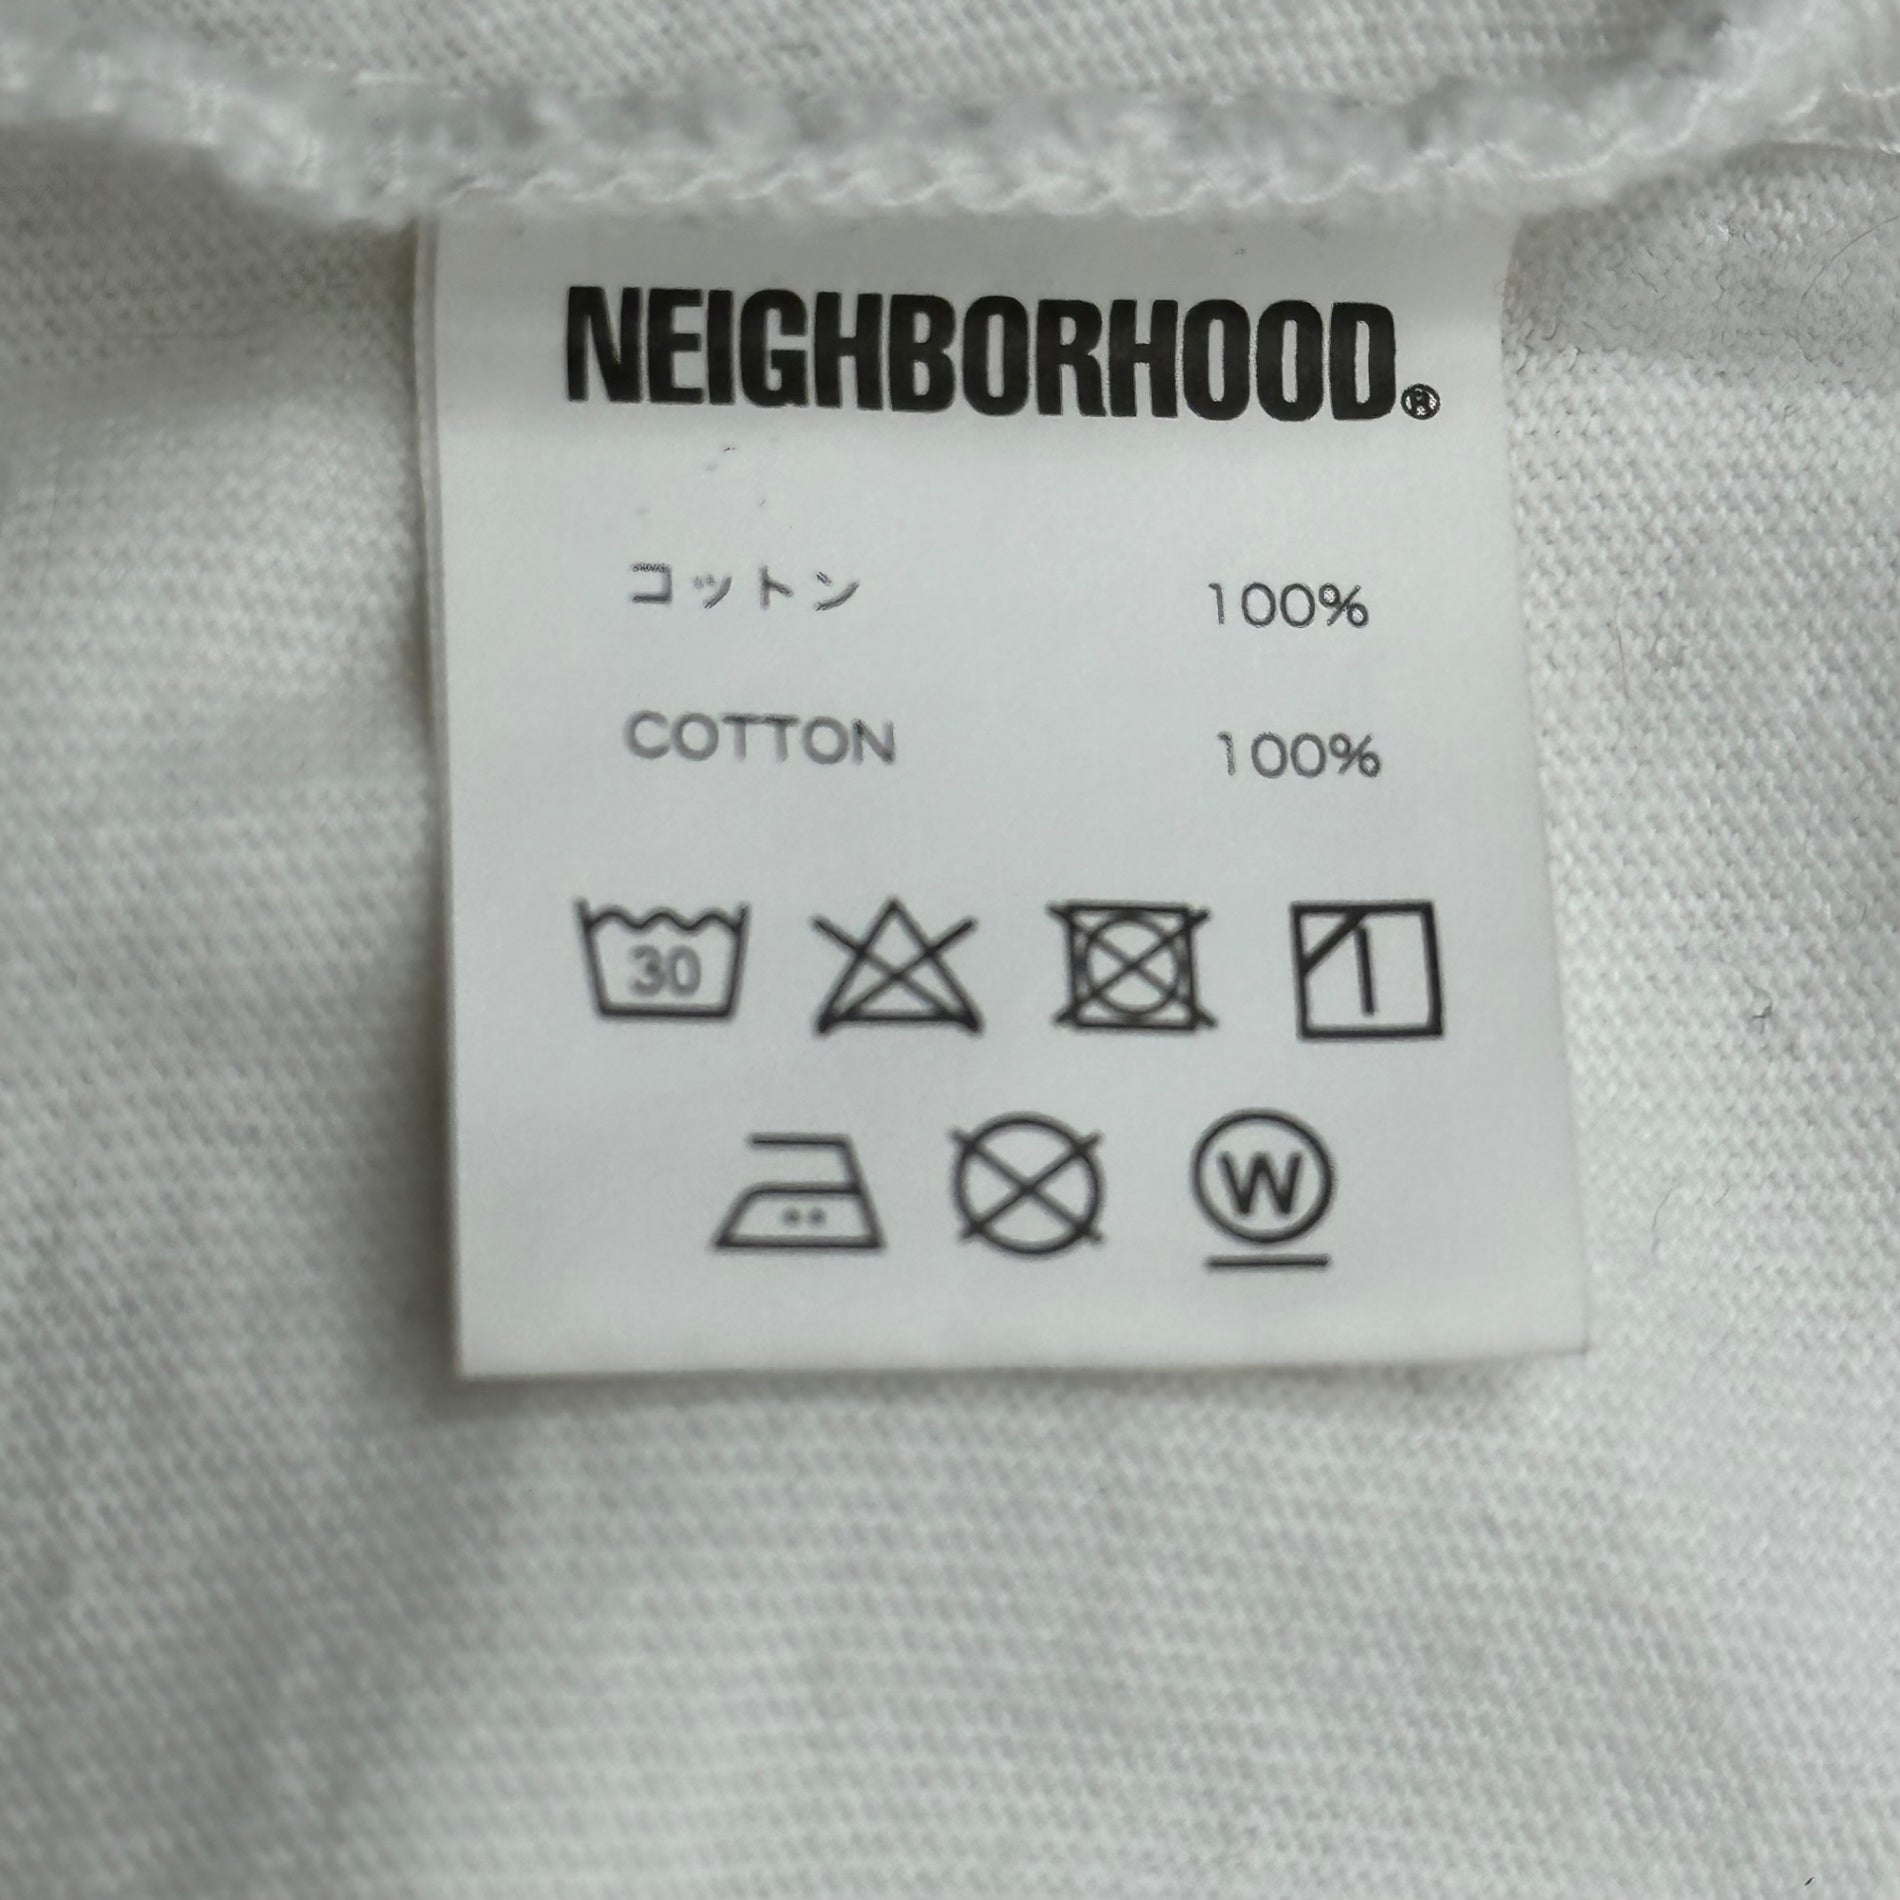 NEIGHBORHOOD®
コットン 100%
COTTON 100%
30
W